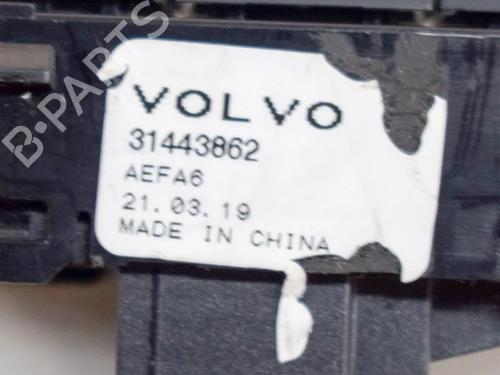 VOLVO
31443862
AEFA6
21.03.19
MADE IN CHINA
B-PARTS